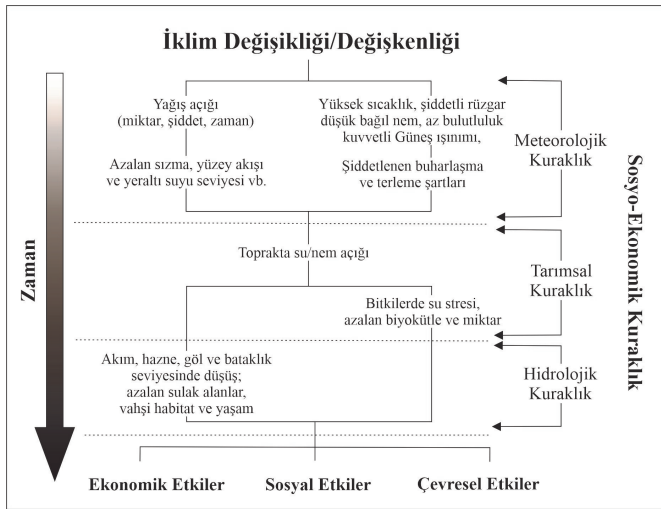 İklim Değişikliği/Değişkenliği
Yağış açığı
(miktar, şiddet, zaman)
Azalan sızma, yüzey akışı
ve yeraltı suyu seviyesi vb.
Yüksek sıcaklık, şiddetli rüzgar
düşük bağıl nem, az bulutluluk
kuvvetli Güneş ışınımı,
Şiddetlenen buharlaşma
ve terleme şartları
Meteorolojik
Kuraklık
Toprakta su/nem açığı
Bitkilerde su stresi,
azalan biyokütle ve miktar
Tarımsal
Kuraklık
Akım, hazne, göl ve bataklık
seviyesinde düşüş;
azalan sulak alanlar,
vahşi habitat ve yaşam
Hidrolojik
Kuraklık
Ekonomik Etkiler
Sosyal Etkiler
Çevresel Etkiler
Zaman
Sosyo-Ekonomik Kuraklık